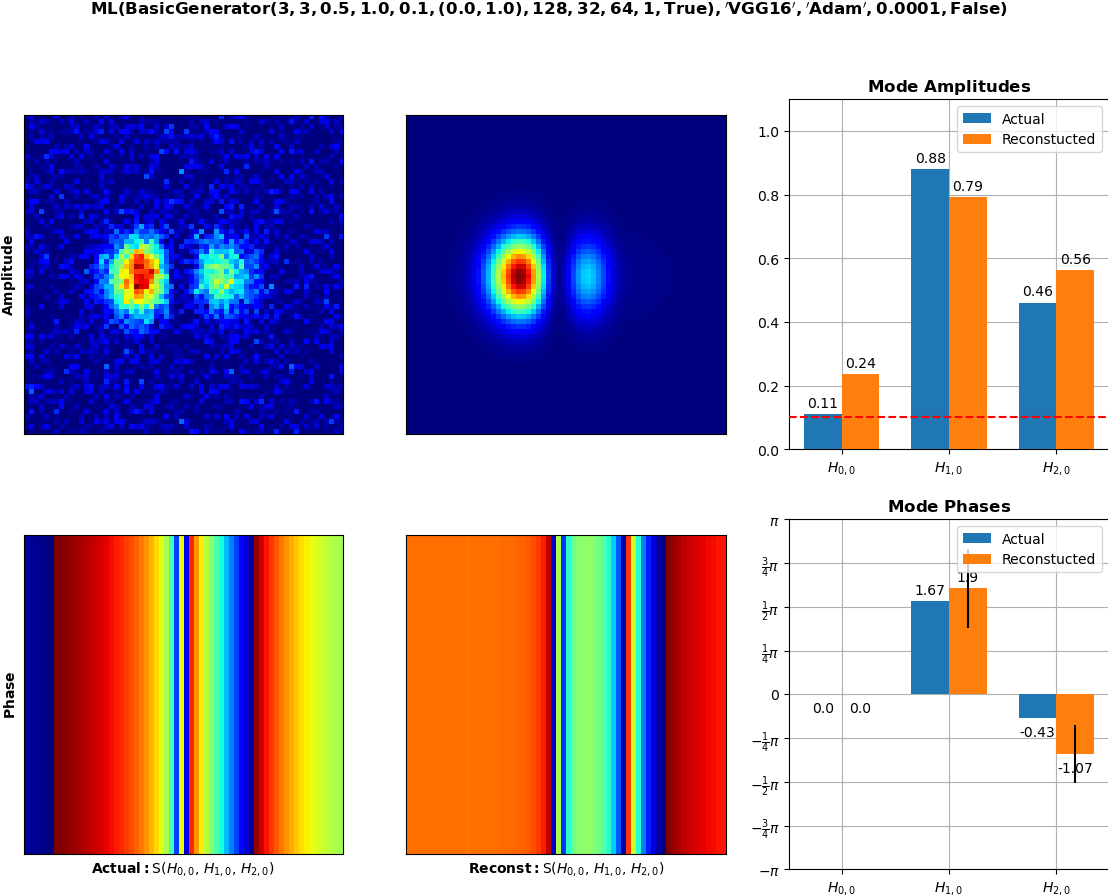 ML(BasicGenerator(3, 3, 0.5, 1.0, 0.1, (0.0, 1.0), 128, 32, 64, 1, True), ′VGG16′, ′Adam′, 0.0001, False)
Amplitude
Mode Amplitudes
Actual
Reconstucted
1.0
0.8
0.6
0.4
0.2
0.0
0.11
0.24
0.88
0.79
0.46
0.56
H0,0
H1,0
H2,0
Phase
Actual: S(H0,0, H1,0, H2,0)
Reconst: S(H0,0, H1,0, H2,0)
Mode Phases
Actual
Reconstucted
π
3/4π
1/2π
1/4π
0
−1/4π
−1/2π
−3/4π
−π
0.0
0.0
1.67
1.9
-0.43
-1.07
H0,0
H1,0
H2,0